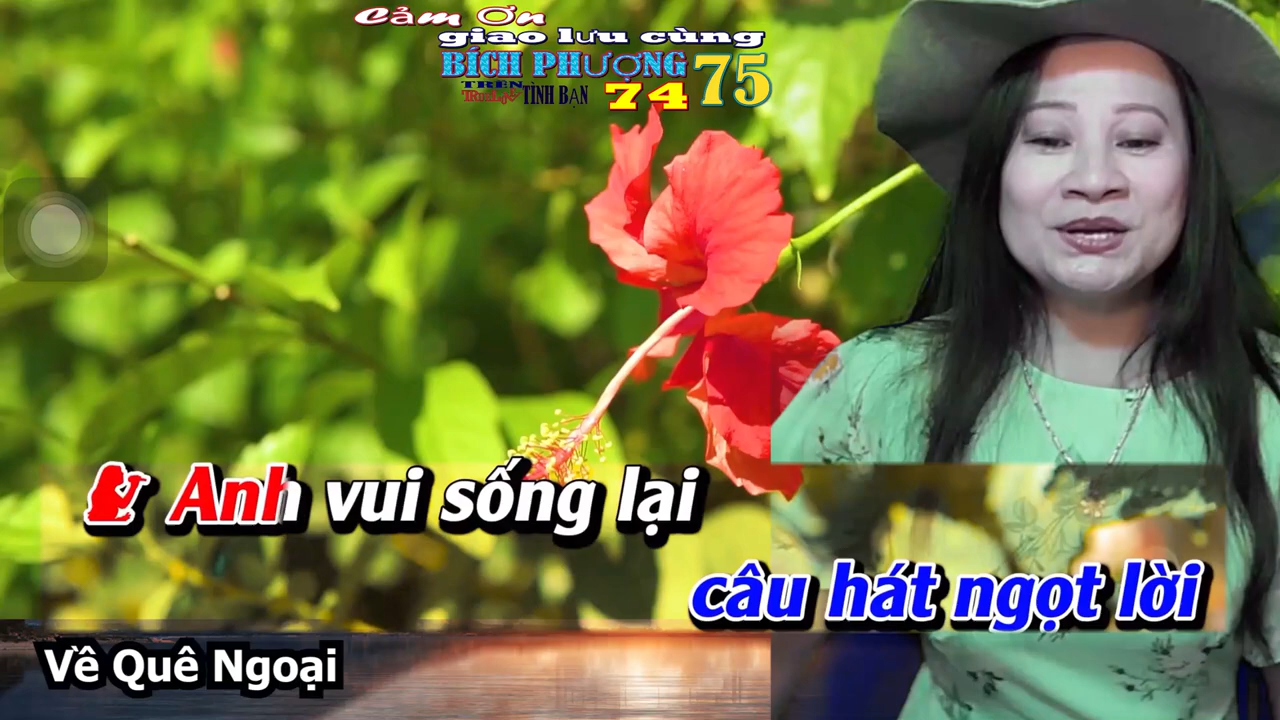 Cảm Ơn
giao lưu cùng
BÍCH PHƯỢNG 75
TRÊN
TÌNH BẠN 74
Anh vui sống lại
câu hát ngọt lời
Về Quê Ngoại